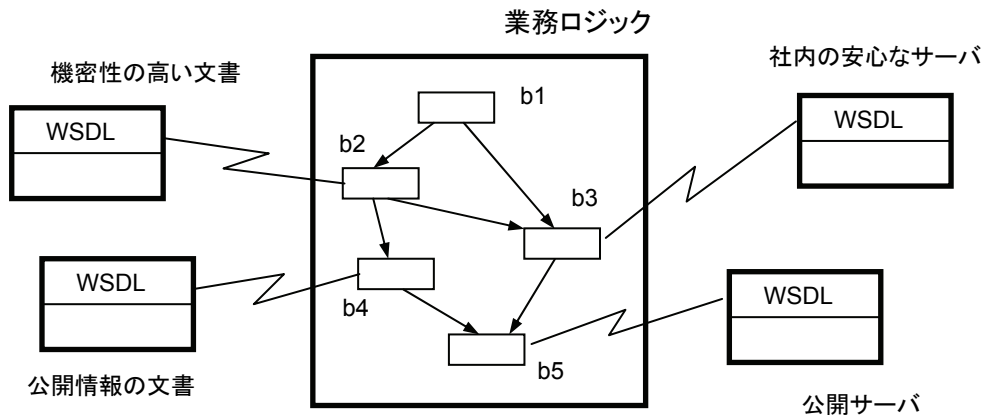 業務ロジック
機密性の高い文書
社内の安心なサーバ
WSDL
b1
WSDL
b2
b3
WSDL
b4
WSDL
b5
公開情報の文書
公開サーバ